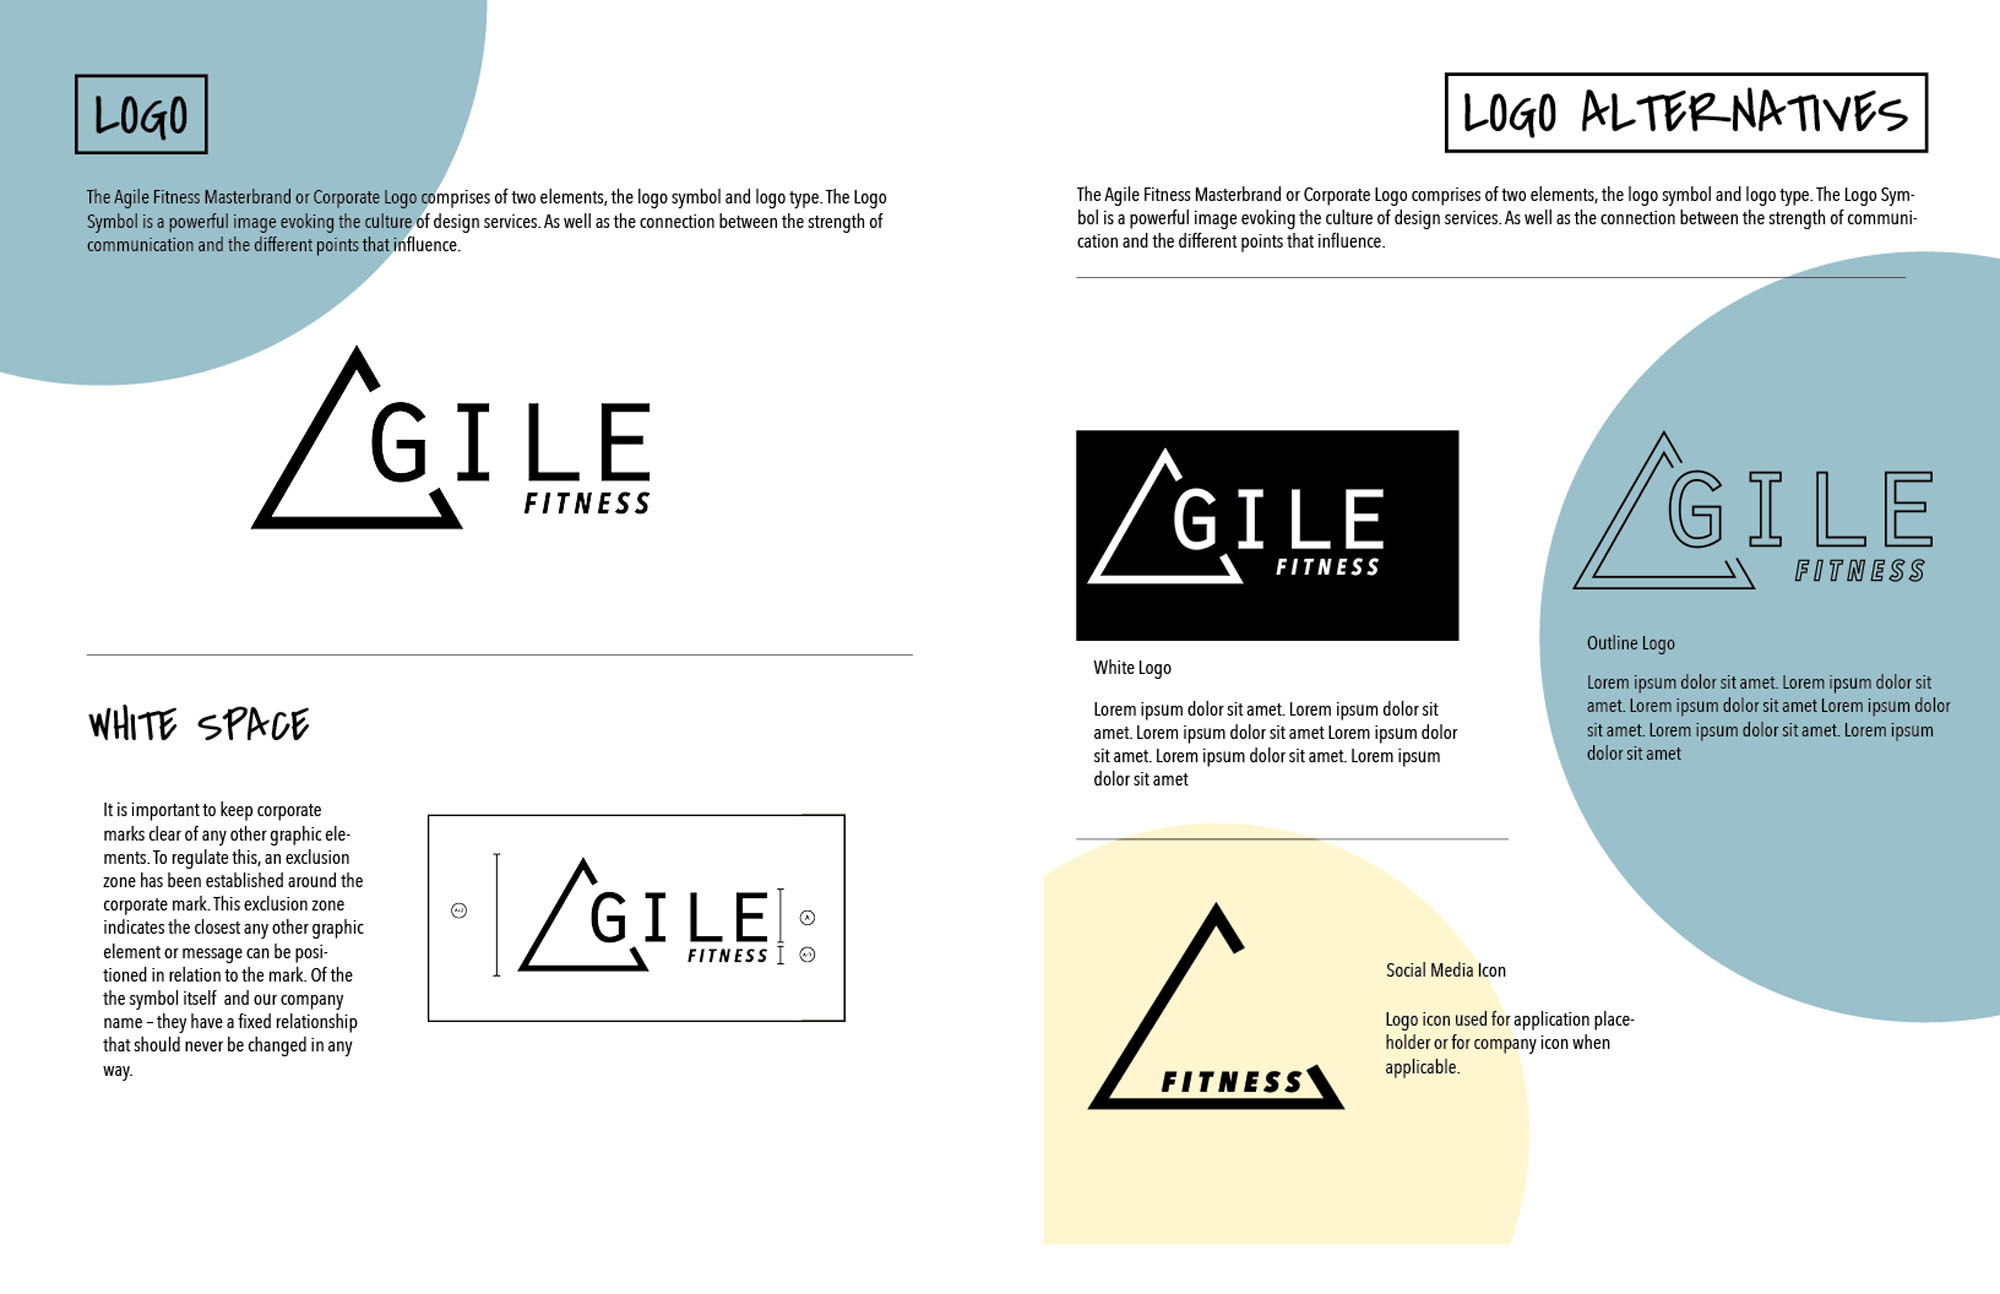 LOGO
The Agile Fitness Masterbrand or Corporate Logo comprises of two elements, the logo symbol and logo type. The Logo
Symbol is a powerful image evoking the culture of design services. As well as the connection between the strength of
communication and the different points that influence.
GILE
FITNESS
WHITE SPACE
It is important to keep corporate
marks clear of any other graphic ele-
ments. To regulate this, an exclusion
zone has been established around the
corporate mark. This exclusion zone
indicates the closest any other graphic
element or message can be posi-
tioned in relation to the mark. Of the
the symbol itself  and our company
name – they have a fixed relationship
that should never be changed in any
way.
GILE
FITNESS
A
LOGO ALTERNATIVES
The Agile Fitness Masterbrand or Corporate Logo comprises of two elements, the logo symbol and logo type. The Logo Sym-
bol is a powerful image evoking the culture of design services. As well as the connection between the strength of communi-
cation and the different points that influence.
GILE
FITNESS
White Logo
Lorem ipsum dolor sit amet. Lorem ipsum dolor sit
amet. Lorem ipsum dolor sit amet Lorem ipsum dolor
sit amet. Lorem ipsum dolor sit amet. Lorem ipsum
dolor sit amet
GILE
FITNESS
Outline Logo
Lorem ipsum dolor sit amet. Lorem ipsum dolor sit
amet. Lorem ipsum dolor sit amet Lorem ipsum dolor
sit amet. Lorem ipsum dolor sit amet. Lorem ipsum
dolor sit amet
FITNESS
Social Media Icon
Logo icon used for application place-
holder or for company icon when
applicable.